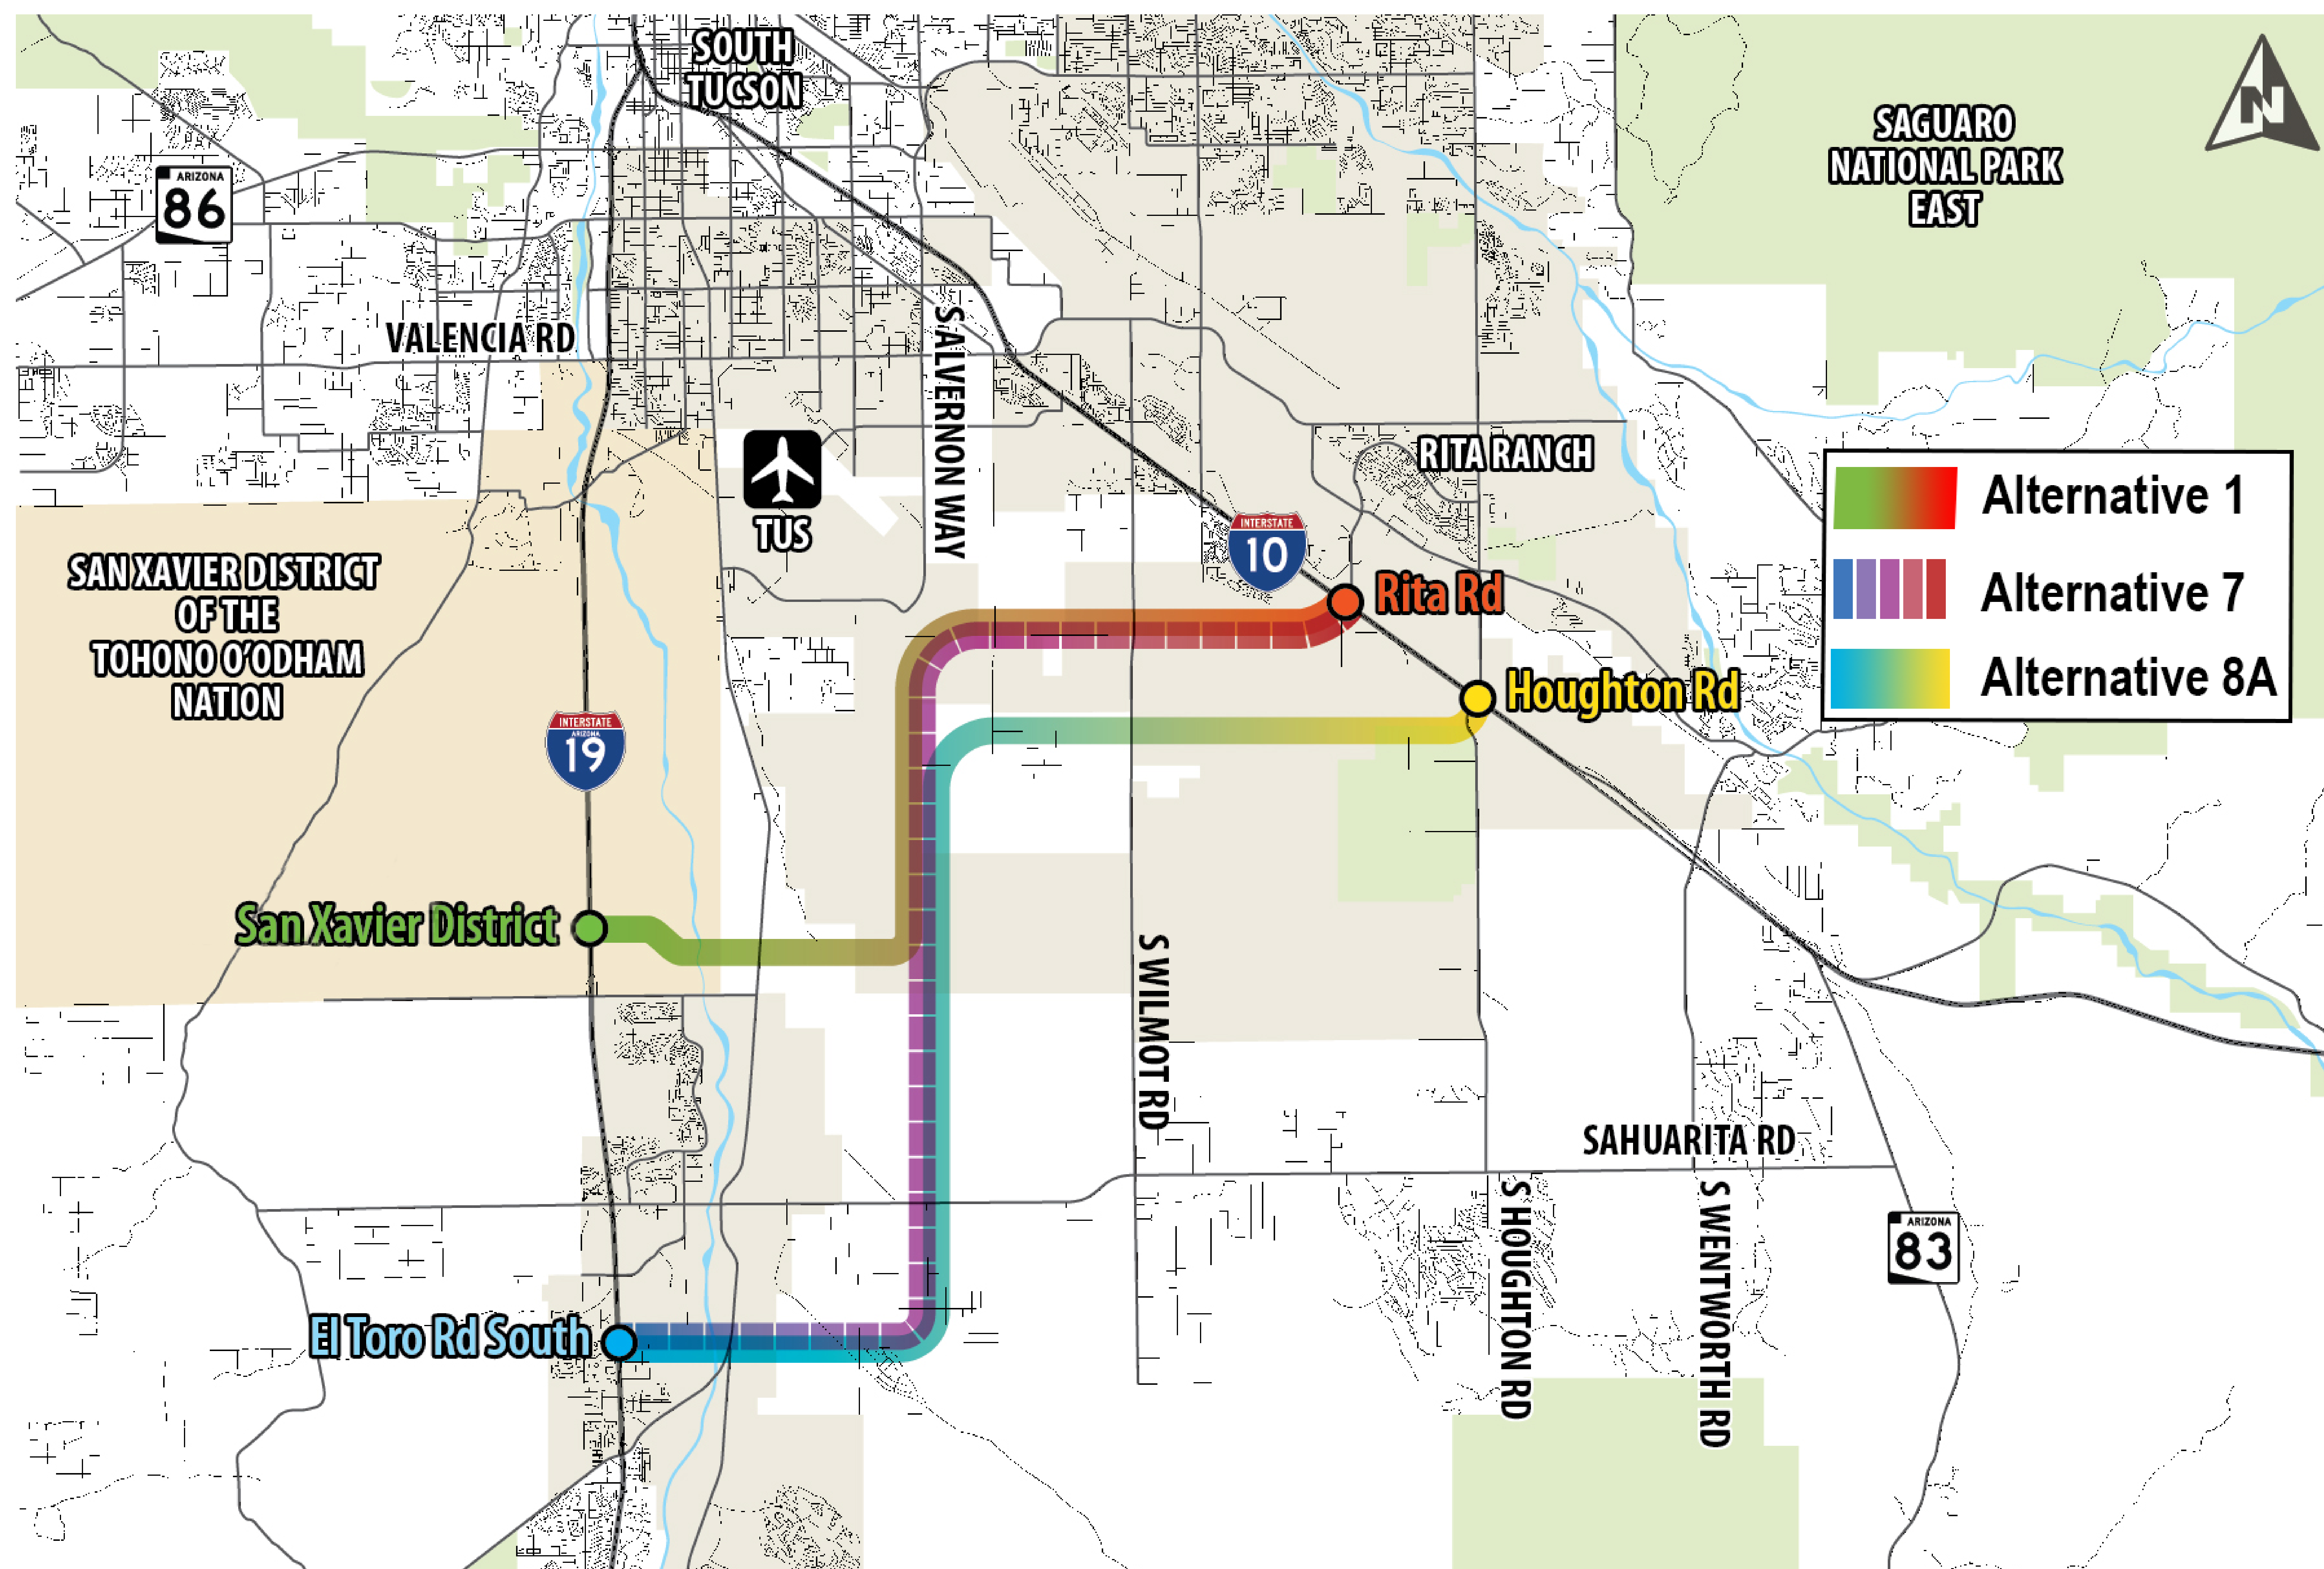 SOUTH
TUCSON
N
SAGUARO
NATIONAL PARK
EAST
ARIZONA
86
VALENCIA RD
S ALVERNON WAY
TUS
RITA RANCH
INTERSTATE
10
Alternative 1
Alternative 7
Alternative 8A
SAN XAVIER DISTRICT
OF THE
TOHONO O'ODHAM
NATION
Rita Rd
Houghton Rd
INTERSTATE
ARIZONA
19
San Xavier District
S WILMOT RD
SAHUARITA RD
S HOUGHTON RD
S WENTWORTH RD
ARIZONA
83
El Toro Rd South